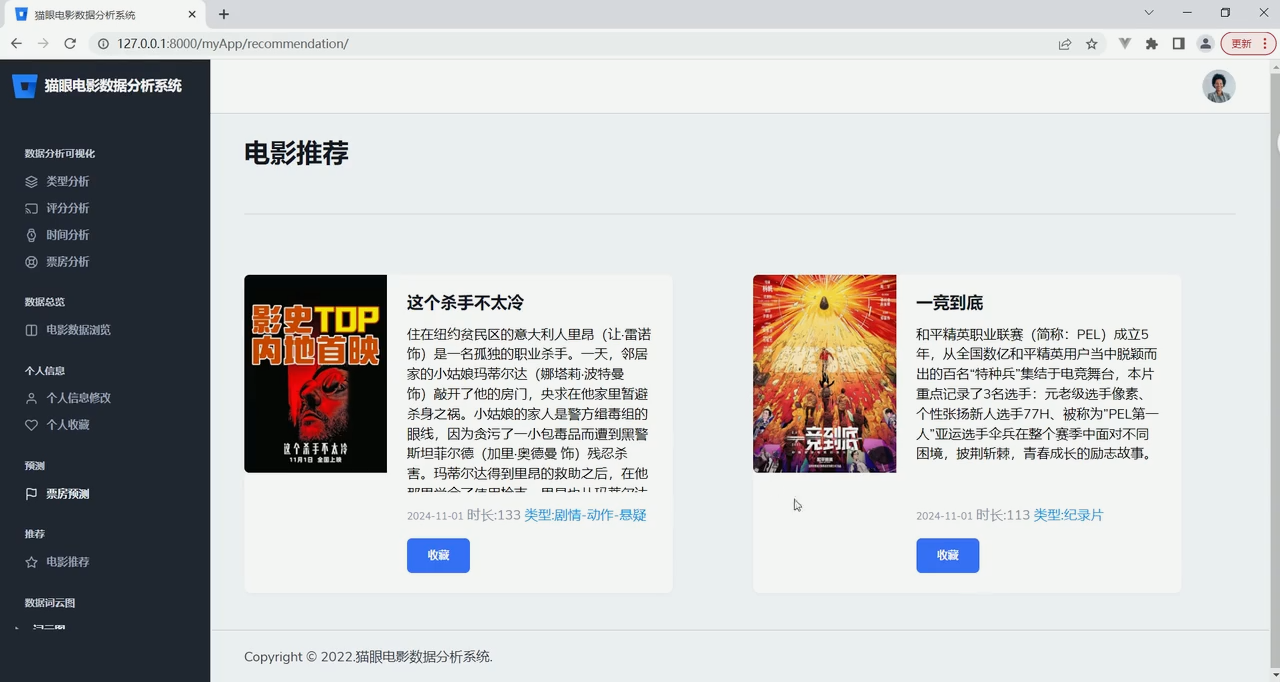 猫眼电影数据分析系统
127.0.0.1:8000/myApp/recommendation/
更新
猫眼电影数据分析系统
数据分析可视化
类型分析
评分分析
时间分析
票房分析
数据总览
电影数据浏览
个人信息
个人信息修改
个人收藏
预测
票房预测
推荐
电影推荐
数据词云图
词云图
电影推荐
影史TOP
内地首映
这个杀手不太冷
11月1日 全国上映
这个杀手不太冷
住在纽约贫民区的意大利人里昂（让·雷诺
饰）是一名孤独的职业杀手。一天，邻居
家的小姑娘玛蒂尔达（娜塔莉·波特曼
饰）敲开了他的房门，央求在他家里暂避
杀身之祸。小姑娘的家人是警方缉毒组的
眼线，因为贪污了一小包毒品而遭到黑警
斯坦菲尔德（加里·奥德曼 饰）残忍杀
害。玛蒂尔达得到里昂的救助之后，在他
2024-11-01 时长:133 类型:剧情-动作-悬疑
收藏
一竞到底
一竞到底
和平精英职业联赛（简称：PEL）成立5
年，从全国数亿和平精英用户当中脱颖而
出的百名“特种兵”集结于电竞舞台，本片
重点记录了3名选手：元老级选手像素、
个性张扬新人选手77H、被称为“PEL第一
人”亚运选手伞兵在整个赛季中面对不同
困境，披荆斩棘，青春成长的励志故事。
2024-11-01 时长:113 类型:纪录片
收藏
Copyright © 2022.猫眼电影数据分析系统.